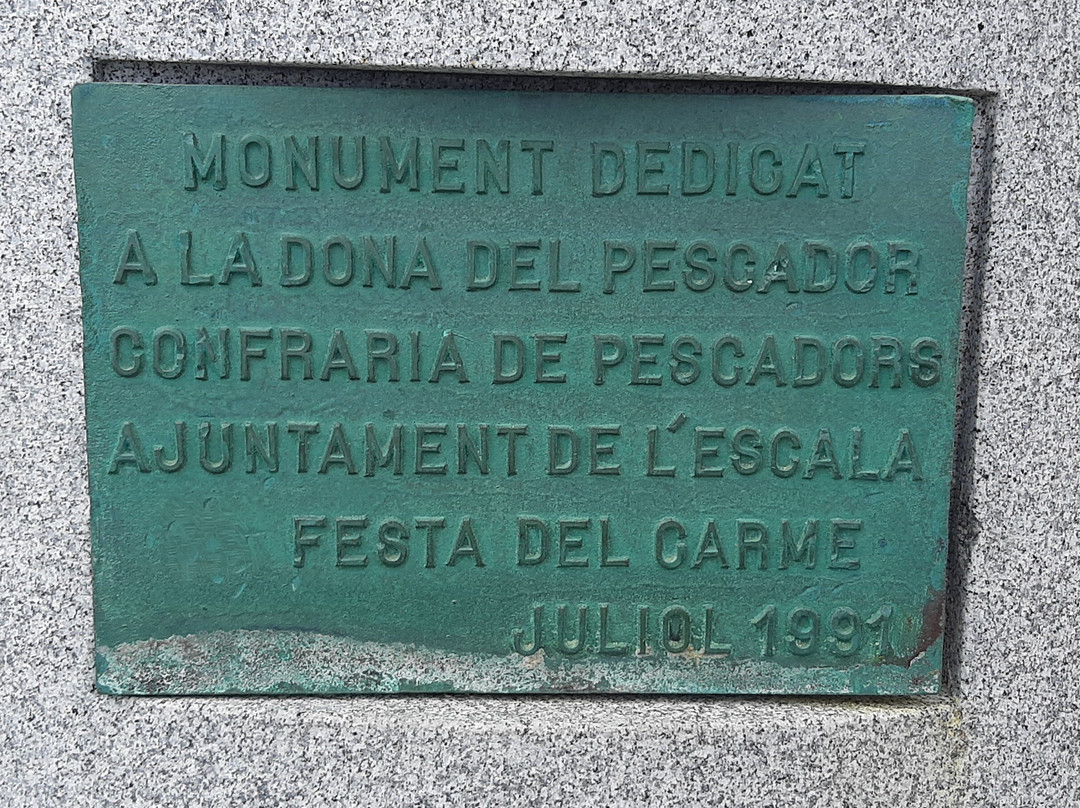 MONUMENT DEDICAT
A LA DONA DEL PESCADOR
CONFRARIA DE PESCADORS
AJUNTAMENT DE L'ESCALA
FESTA DEL CARME
JULIOL 1991